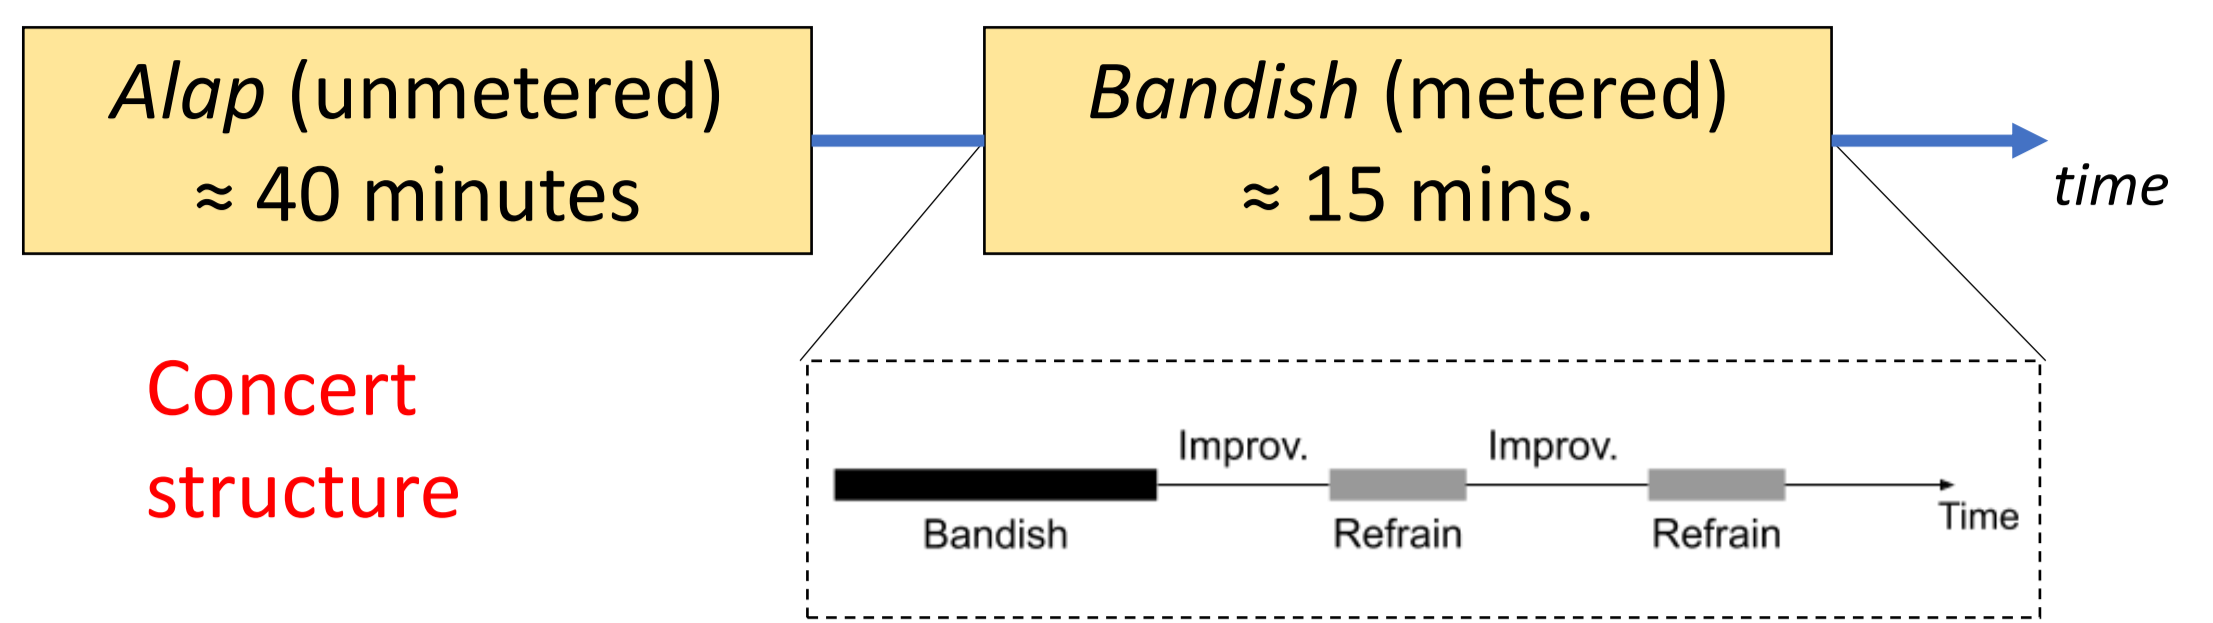 Alap (unmetered)
≈ 40 minutes
Bandish (metered)
≈ 15 mins.
time
Concert
structure
Improv.
Improv.
Bandish
Refrain
Refrain
Time